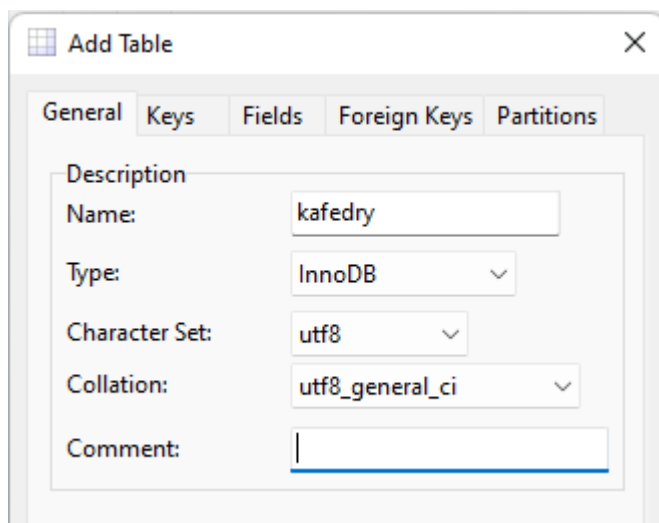 Add Table
General Keys Fields Foreign Keys Partitions
Description
Name: kafedry
Type: InnoDB
Character Set: utf8
Collation: utf8_general_ci
Comment: